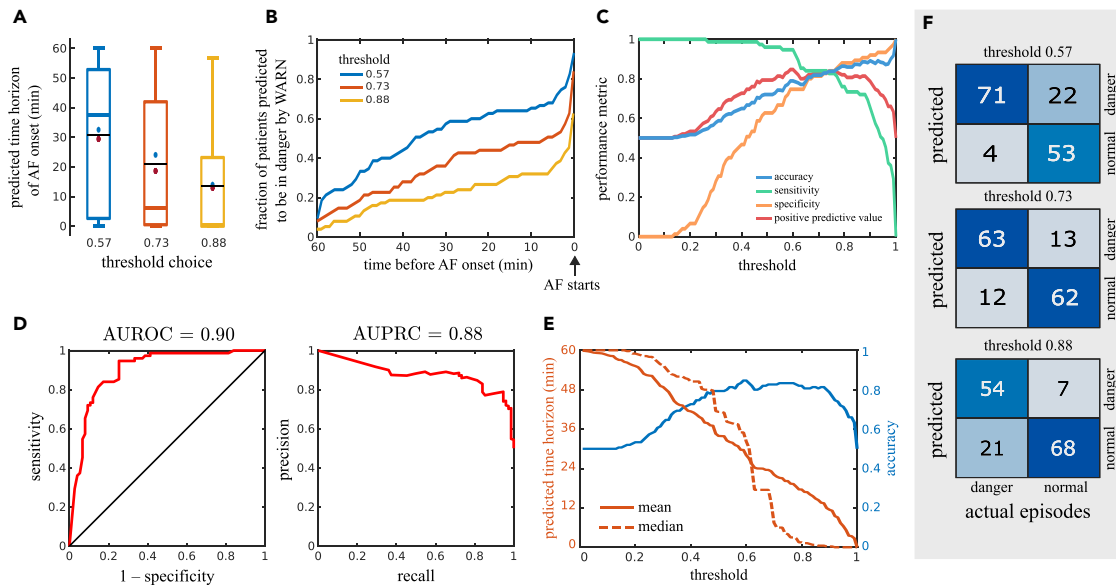 A
predicted time horizon
of AF onset (min)
60
50
40
30
20
10
0
0.57
0.73
0.88
threshold choice
B
fraction of patients predicted
to be in danger by WARN
1
0.8
0.6
0.4
0.2
0
threshold
0.57
0.73
0.88
60
50
40
30
20
10
0
time before AF onset (min)
AF starts
C
performance metric
1
0.8
0.6
0.4
0.2
0
accuracy
sensitivity
specificity
positive predictive value
0
0.2
0.4
0.6
0.8
1
threshold
D
AUROC = 0.90
sensitivity
1
0.8
0.6
0.4
0.2
0
0
0.2
0.4
0.6
0.8
1
1 – specificity
AUPRC = 0.88
precision
1
0.8
0.6
0.4
0.2
0
0
0.2
0.4
0.6
0.8
1
recall
E
predicted time horizon (min)
60
48
36
24
12
0
mean
median
accuracy
1
0.8
0.6
0.4
0.2
0
0
0.2
0.4
0.6
0.8
1
threshold
F
threshold 0.57
predicted
71
22
danger
4
53
normal
threshold 0.73
predicted
63
13
danger
12
62
normal
threshold 0.88
predicted
54
7
danger
21
68
normal
danger
normal
actual episodes